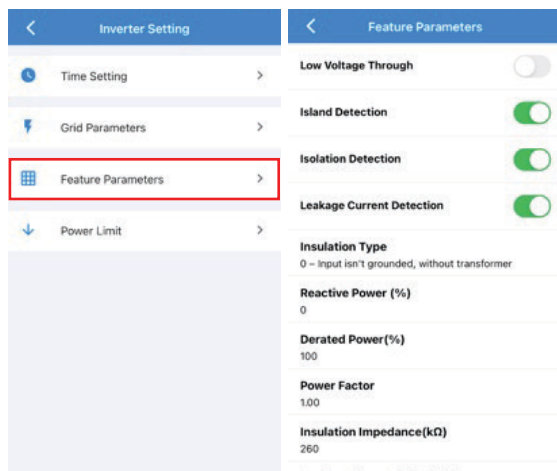 Inverter Setting
Time Setting
Grid Parameters
Feature Parameters
Power Limit
Feature Parameters
Low Voltage Through
Island Detection
Isolation Detection
Leakage Current Detection
Insulation Type
0 – Input isn't grounded, without transformer
Reactive Power (%)
0
Derated Power(%)
100
Power Factor
1.00
Insulation Impedance(kΩ)
260